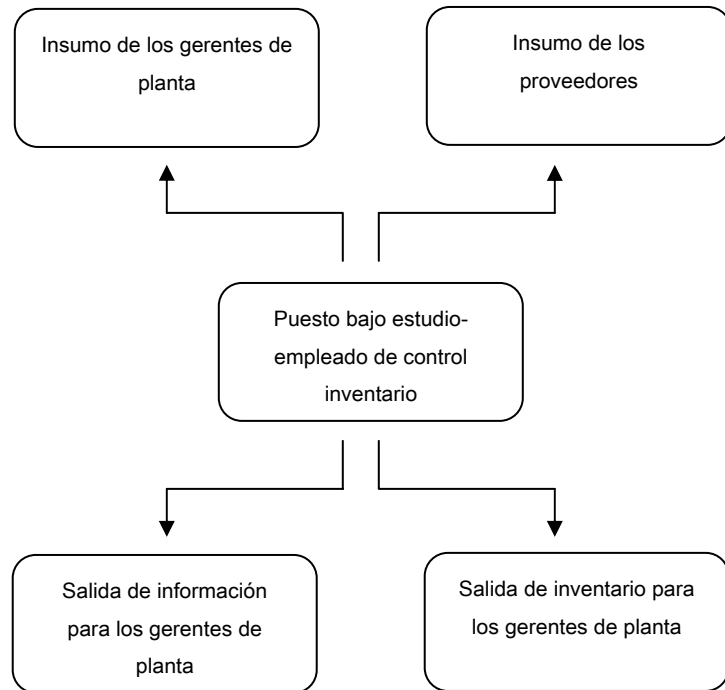 Insumo de los gerentes de
planta
Insumo de los
proveedores
Puesto bajo estudio-
empleado de control
inventario
Salida de información
para los gerentes de
planta
Salida de inventario para
los gerentes de planta